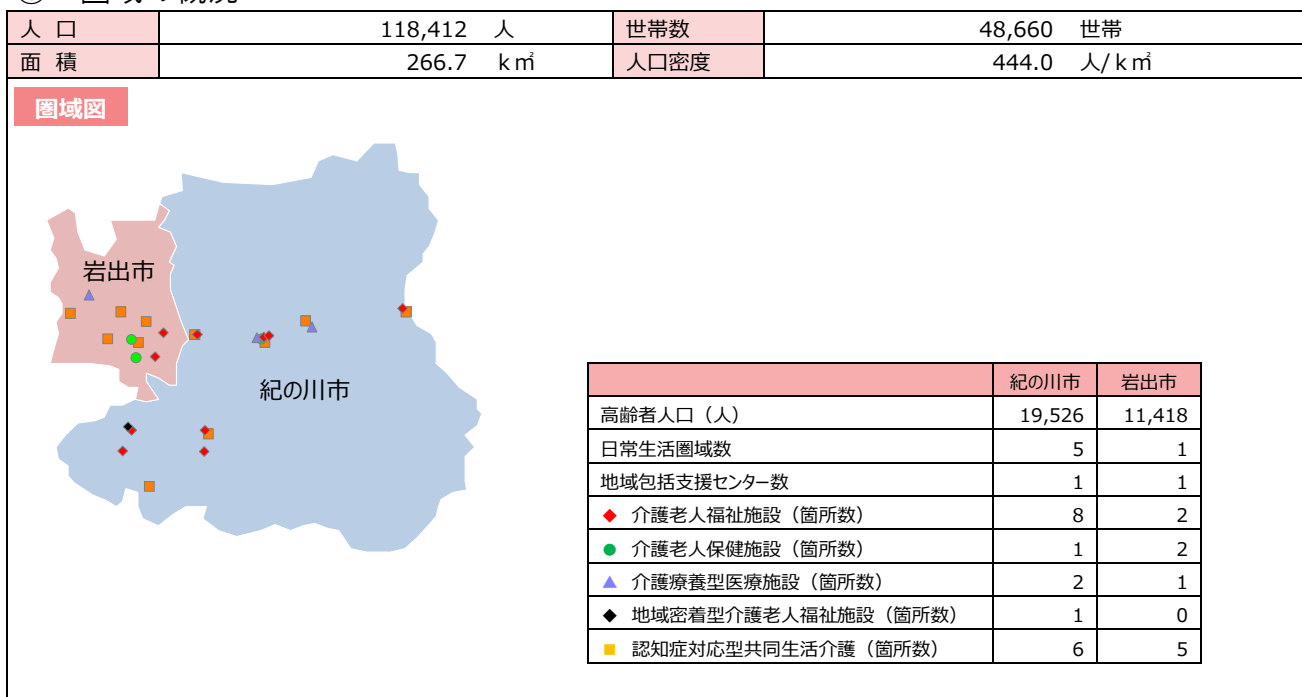 人 口 118,412 人 世帯数 48,660 世帯
面 積 266.7 k㎡ 人口密度 444.0 人/k㎡
圏域図
岩出市
紀の川市
紀の川市 岩出市
高齢者人口（人） 19,526 11,418
日常生活圏域数 5 1
地域包括支援センター数 1 1
◆ 介護老人福祉施設（箇所数） 8 2
● 介護老人保健施設（箇所数） 1 2
▲ 介護療養型医療施設（箇所数） 2 1
◆ 地域密着型介護老人福祉施設（箇所数） 1 0
■ 認知症対応型共同生活介護（箇所数） 6 5